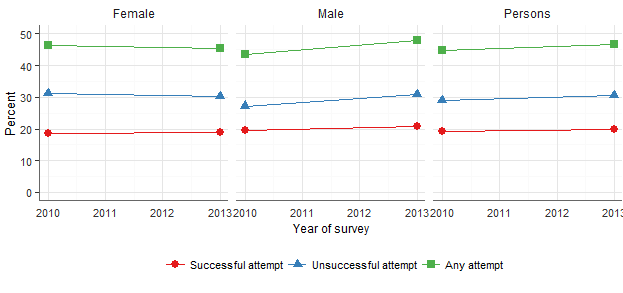 Female Male Persons
50
40
30
20
10
0
Percent
2010 2011 2012 2013 2010 2011 2012 2013 2010 2011 2012 2013
Year of survey
Successful attempt Unsuccessful attempt Any attempt